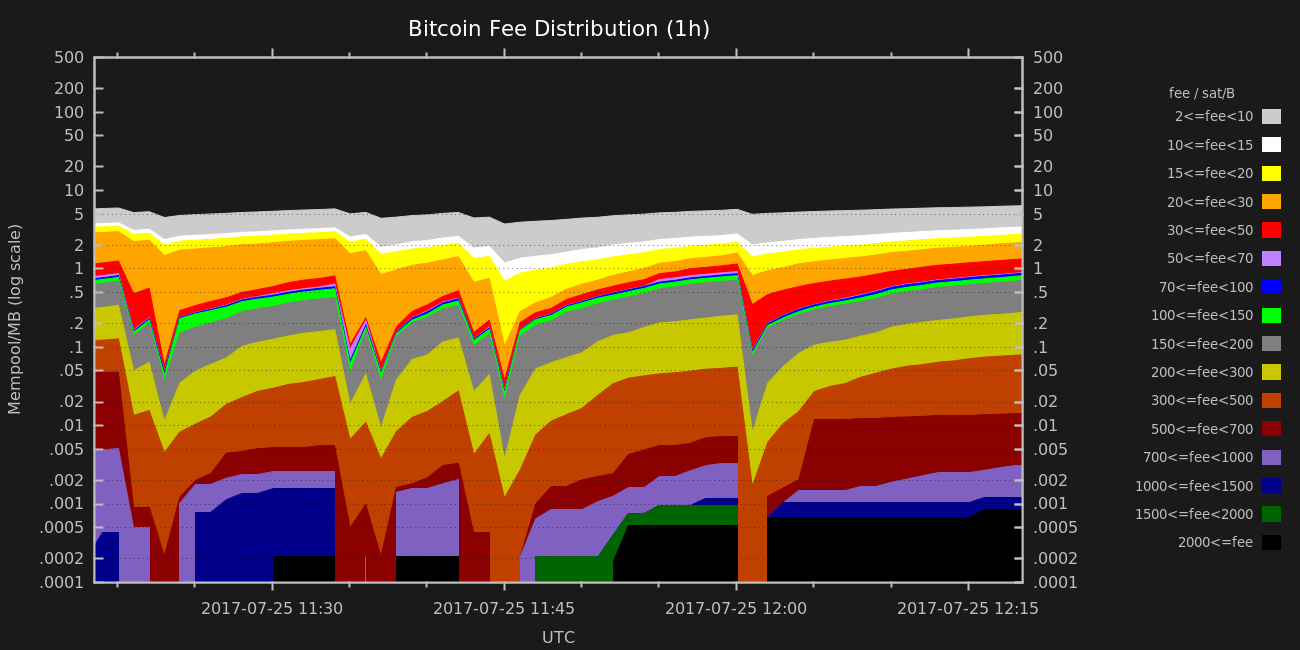 Bitcoin Fee Distribution (1h)
500
200
100
50
20
10
5
2
1
.5
.2
.1
.05
.02
.01
.005
.002
.001
.0005
.0002
.0001
Mempool/MB (log scale)
500
200
100
50
20
10
5
2
1
.5
.2
.1
.05
.02
.01
.005
.002
.001
.0005
.0002
.0001
2017-07-25 11:30
2017-07-25 11:45
2017-07-25 12:00
2017-07-25 12:15
UTC
fee / sat/B
2<=fee<10
10<=fee<15
15<=fee<20
20<=fee<30
30<=fee<50
50<=fee<70
70<=fee<100
100<=fee<150
150<=fee<200
200<=fee<300
300<=fee<500
500<=fee<700
700<=fee<1000
1000<=fee<1500
1500<=fee<2000
2000<=fee